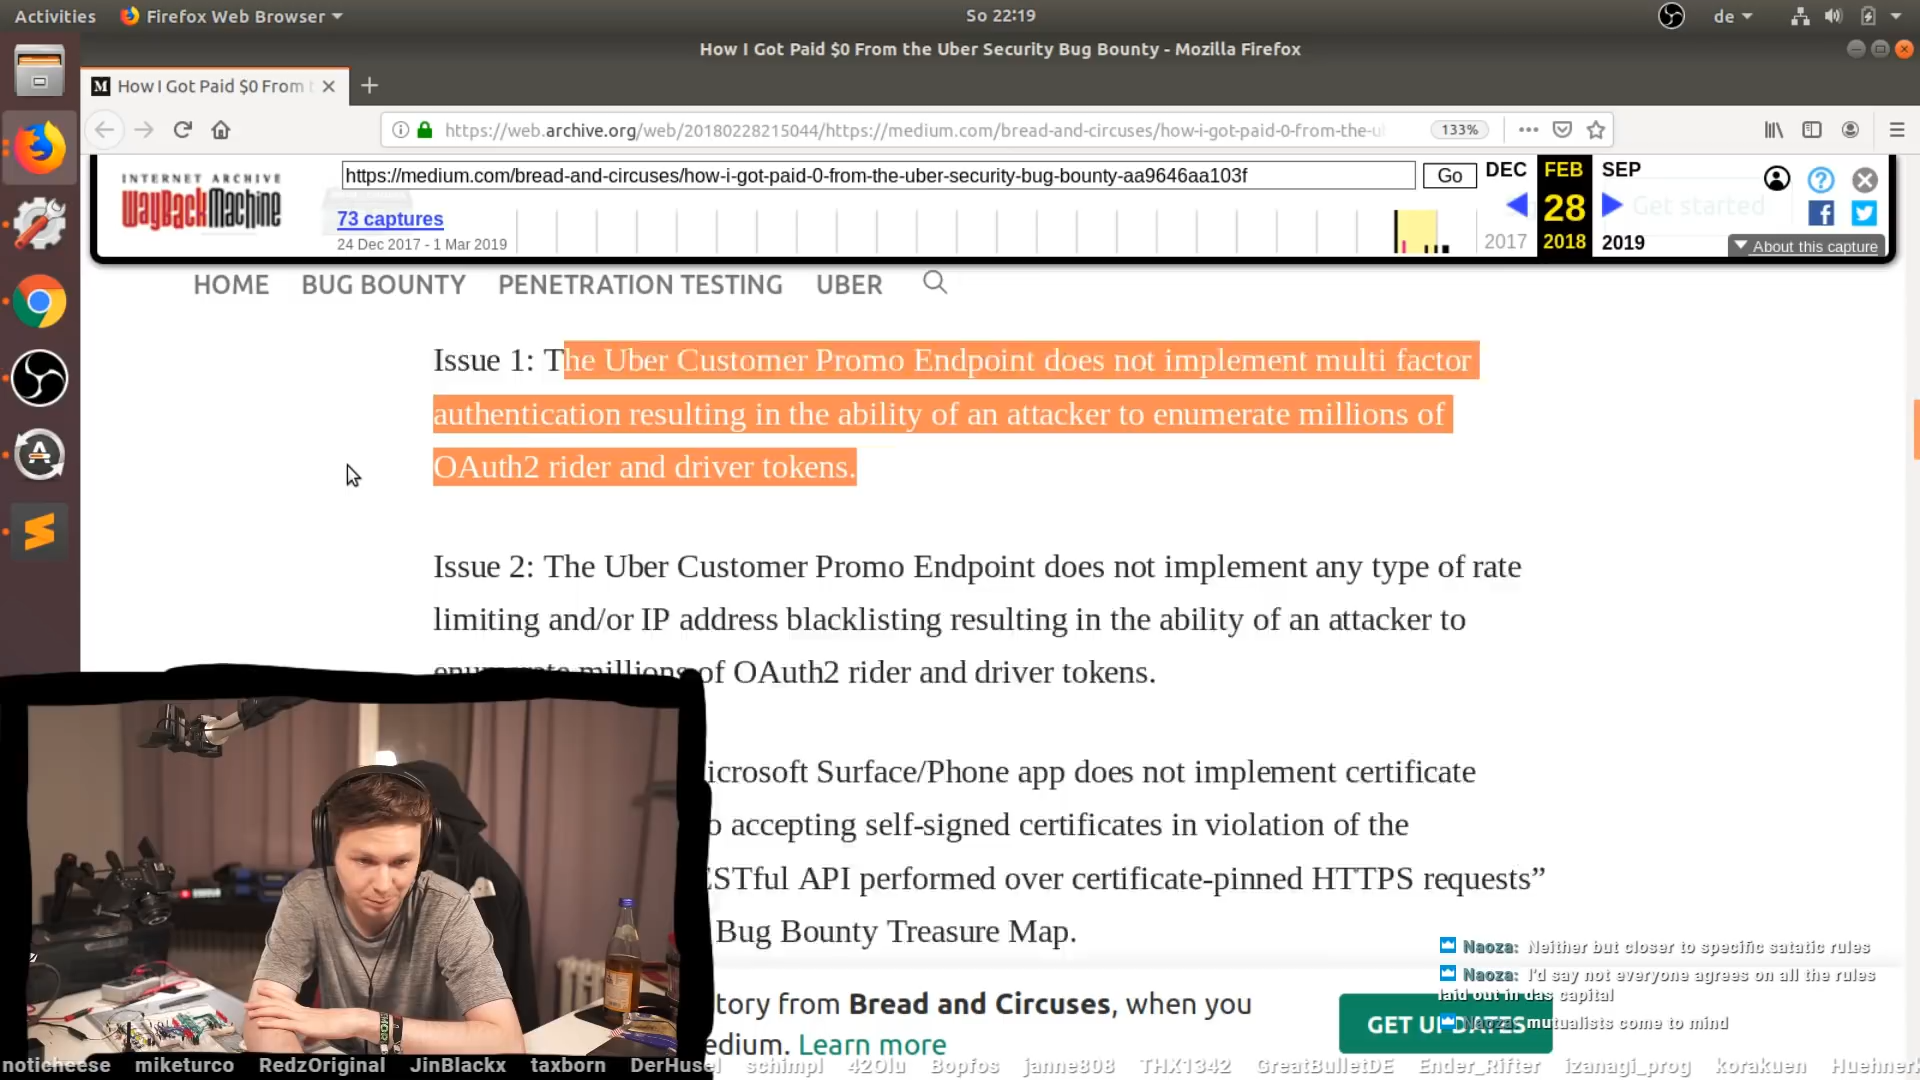 Activities
Firefox Web Browser
So 22:19
de
How I Got Paid $0 From the Uber Security Bug Bounty - Mozilla Firefox
M How I Got Paid $0 From
https://web.archive.org/web/20180228215044/https://medium.com/bread-and-circuses/how-i-got-paid-0-from-the-u
133%
INTERNET ARCHIVE
WayBackMachine
https://medium.com/bread-and-circuses/how-i-got-paid-0-from-the-uber-security-bug-bounty-aa9646aa103f
Go
DEC FEB SEP
73 captures
28
Get started
24 Dec 2017 - 1 Mar 2019
2017 2018 2019
About this capture
HOME BUG BOUNTY PENETRATION TESTING UBER
Issue 1: The Uber Customer Promo Endpoint does not implement multi factor
authentication resulting in the ability of an attacker to enumerate millions of
OAuth2 rider and driver tokens.
Issue 2: The Uber Customer Promo Endpoint does not implement any type of rate
limiting and/or IP address blacklisting resulting in the ability of an attacker to
enumerate millions of OAuth2 rider and driver tokens.
icrosoft Surface/Phone app does not implement certificate
o accepting self-signed certificates in violation of the
STful API performed over certificate-pinned HTTPS requests”
Bug Bounty Treasure Map.
Naoza: Neither but closer to specific satatic rules
Naoza: I'd say not everyone agrees on all the rules
laid out in das capital
Naoza: mutualists come to mind
tory from Bread and Circuses, when you
edium. Learn more
GET UPDATES
noticheese miketurco RedzOriginal JinBlackx taxborn DerHusel schimpl 42Olu Bopfos janne808 THX1342 GreatBulletDE Ender_Rifter izanagi_prog korakuen Huehner